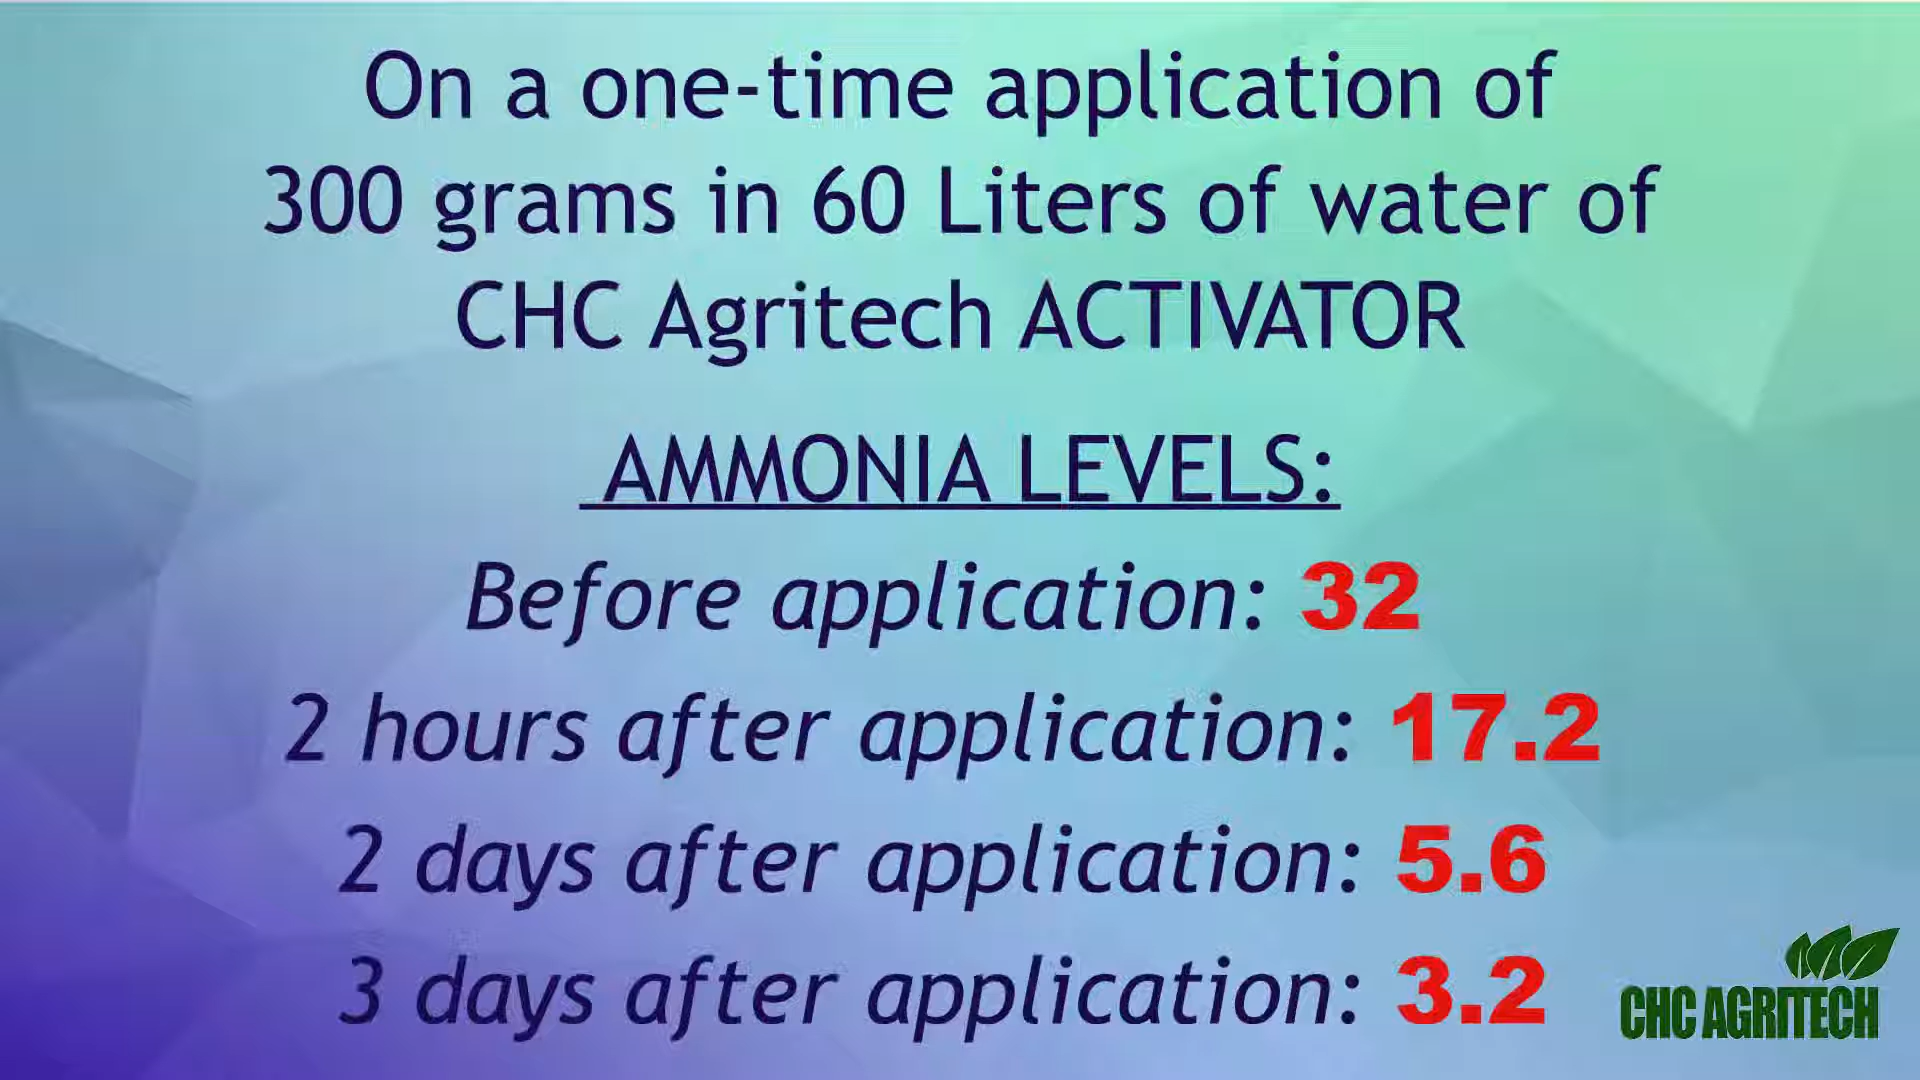 On a one-time application of
300 grams in 60 Liters of water of
CHC Agritech ACTIVATOR
AMMONIA LEVELS:
Before application: 32
2 hours after application: 17.2
2 days after application: 5.6
3 days after application: 3.2
CHC AGRITECH